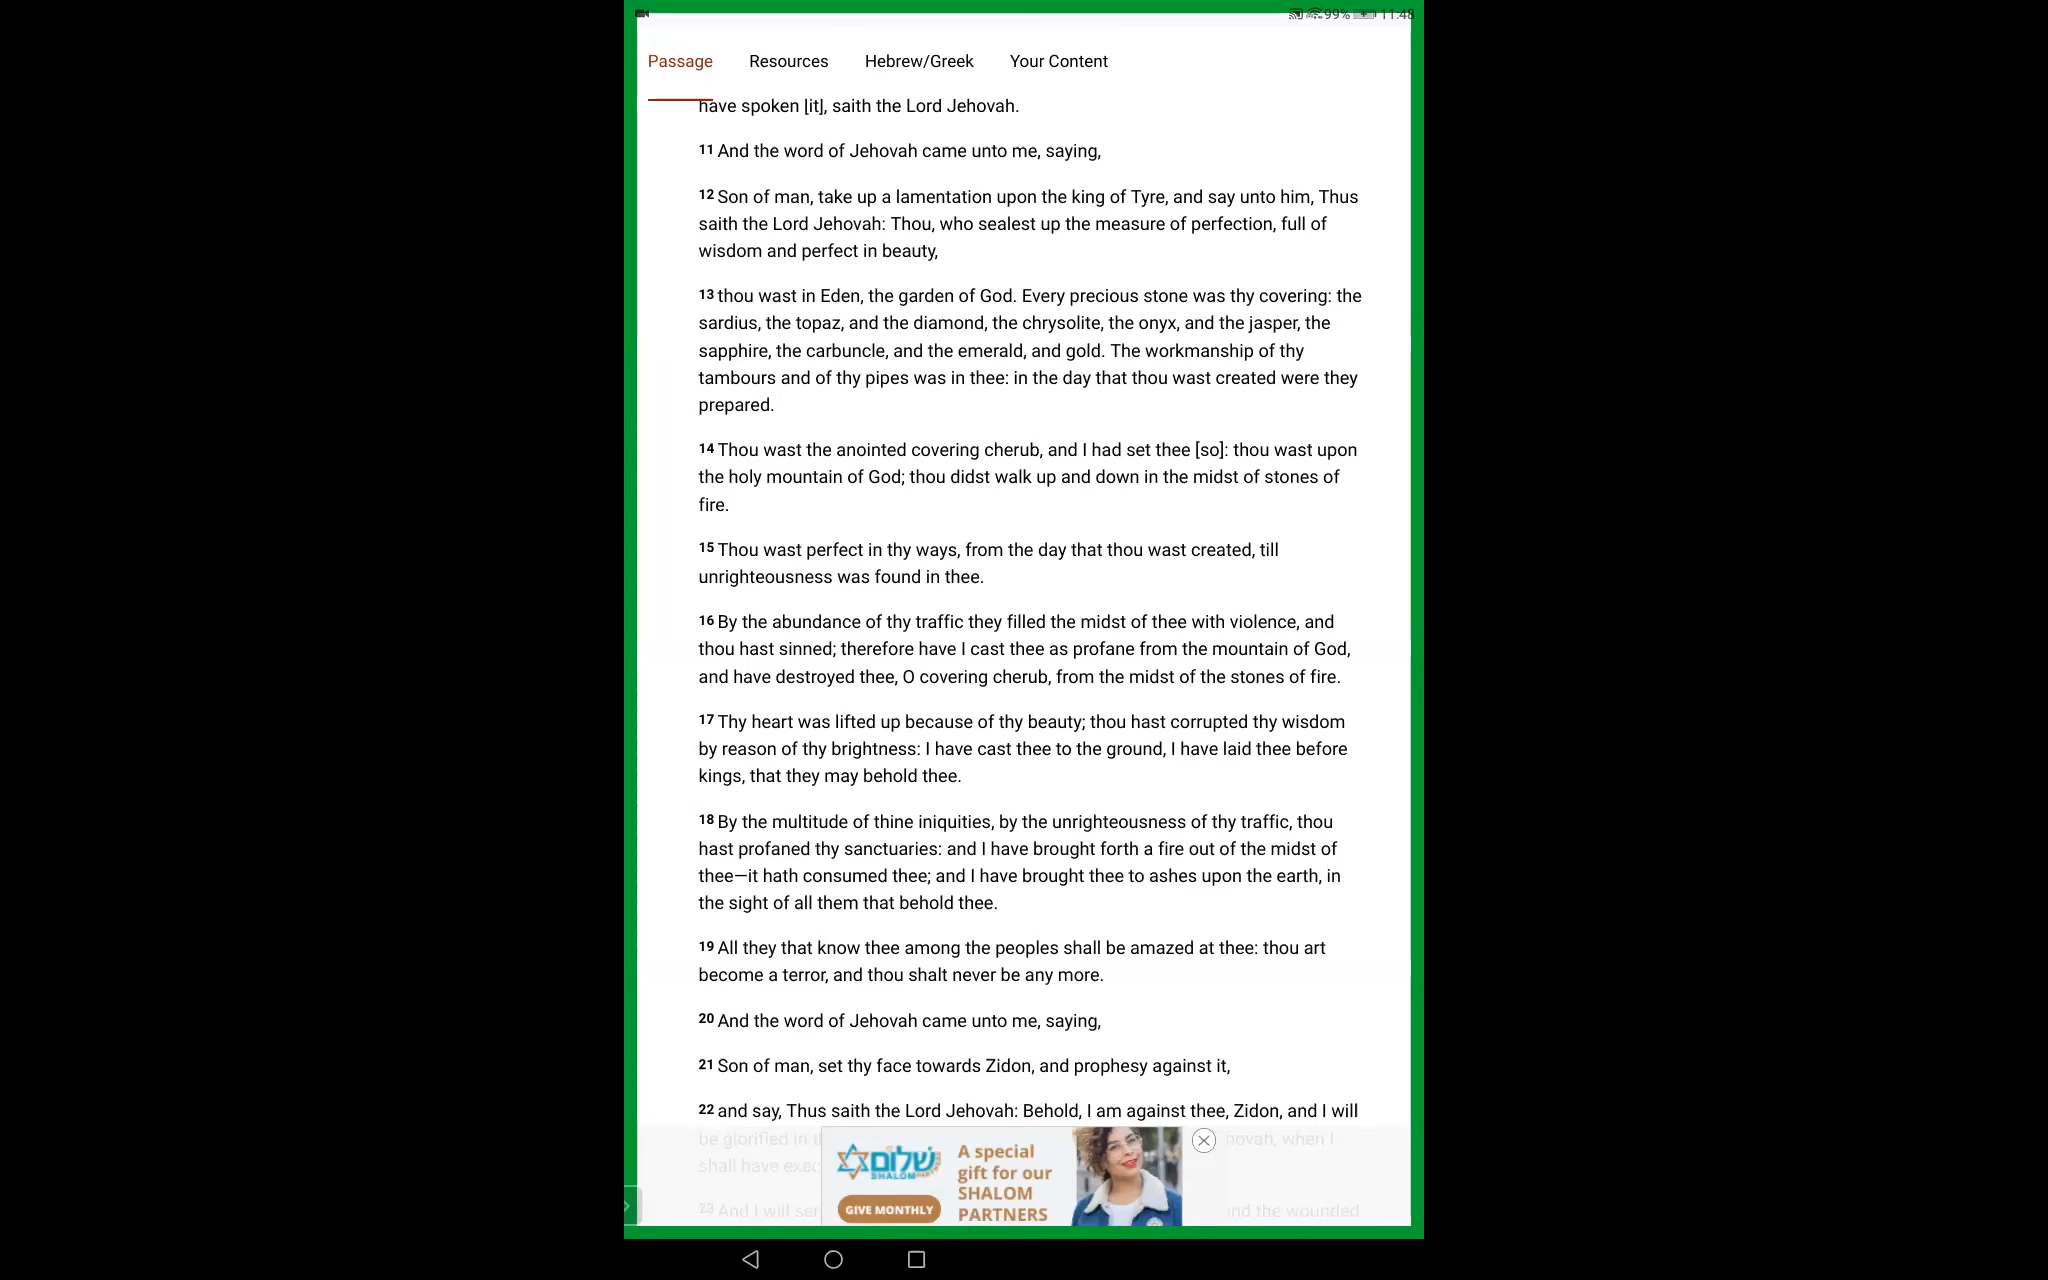 99% 11:48
Passage Resources Hebrew/Greek Your Content
have spoken [it], saith the Lord Jehovah.
11 And the word of Jehovah came unto me, saying,
12 Son of man, take up a lamentation upon the king of Tyre, and say unto him, Thus
saith the Lord Jehovah: Thou, who sealest up the measure of perfection, full of
wisdom and perfect in beauty,
13 thou wast in Eden, the garden of God. Every precious stone was thy covering: the
sardius, the topaz, and the diamond, the chrysolite, the onyx, and the jasper, the
sapphire, the carbuncle, and the emerald, and gold. The workmanship of thy
tambours and of thy pipes was in thee: in the day that thou wast created were they
prepared.
14 Thou wast the anointed covering cherub, and I had set thee [so]: thou wast upon
the holy mountain of God; thou didst walk up and down in the midst of stones of
fire.
15 Thou wast perfect in thy ways, from the day that thou wast created, till
unrighteousness was found in thee.
16 By the abundance of thy traffic they filled the midst of thee with violence, and
thou hast sinned; therefore have I cast thee as profane from the mountain of God,
and have destroyed thee, O covering cherub, from the midst of the stones of fire.
17 Thy heart was lifted up because of thy beauty; thou hast corrupted thy wisdom
by reason of thy brightness: I have cast thee to the ground, I have laid thee before
kings, that they may behold thee.
18 By the multitude of thine iniquities, by the unrighteousness of thy traffic, thou
hast profaned thy sanctuaries: and I have brought forth a fire out of the midst of
thee—it hath consumed thee; and I have brought thee to ashes upon the earth, in
the sight of all them that behold thee.
19 All they that know thee among the peoples shall be amazed at thee: thou art
become a terror, and thou shalt never be any more.
20 And the word of Jehovah came unto me, saying,
21 Son of man, set thy face towards Zidon, and prophesy against it,
22 and say, Thus saith the Lord Jehovah: Behold, I am against thee, Zidon, and I will
be glorified in hovah, when I
shall have
23 And I will the wounded
שלום
SHALOM
GIVE MONTHLY
A special
gift for our
SHALOM
PARTNERS